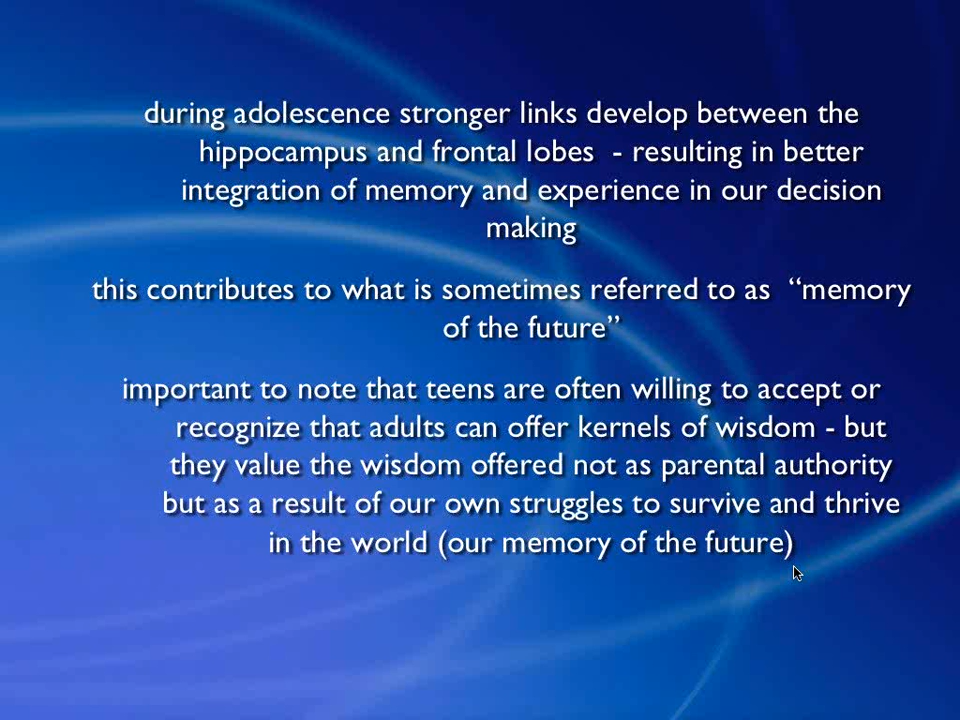 during adolescence stronger links develop between the
hippocampus and frontal lobes - resulting in better
integration of memory and experience in our decision
making
this contributes to what is sometimes referred to as “memory
of the future”
important to note that teens are often willing to accept or
recognize that adults can offer kernels of wisdom - but
they value the wisdom offered not as parental authority
but as a result of our own struggles to survive and thrive
in the world (our memory of the future)